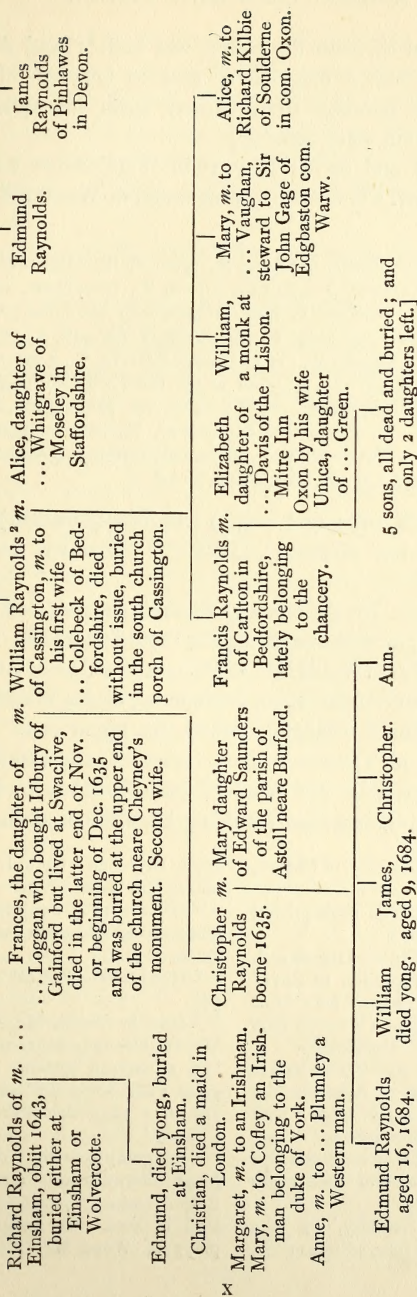 Richard Raynolds of m. ...
Einsham, obiit 1643,
buried either at
Einsham or
Wolvercote.
Frances, the daughter of m.
... Loggan who bought Idbury of
Gainford but lived at Swaclive,
died in the latter end of Nov.
or beginning of Dec. 1635
and was buried at the upper end
of the church neare Cheyney's
monument. Second wife.
William Raynolds² m.
of Cassington, m. to
his first wife
... Colebeck of Bed-
fordshire, died
without issue, buried
in the south church
porch of Cassington.
Alice, daughter of
... Whitgrave of
Moseley in
Staffordshire.
Edmund
Raynolds.
James
Raynolds
of Pinhawes
in Devon.
Edmund, died yong, buried
at Einsham.
Christian, died a maid in
London.
Margaret, m. to an Irishman.
Mary, m. to Cofley an Irish-
man belonging to the
duke of York.
Anne, m. to ... Plumley a
Western man.
Christopher m.
Raynolds
borne 1635.
Mary daughter
of Edward Saunders
of the parish of
Astoll neare Burford.
Francis Raynolds m.
of Carlton in
Bedfordshire,
lately belonging
to the
chancery.
Elizabeth
daughter of
... Davis of the
Mitre Inn
Oxon by his wife
Unica, daughter
of ... Green.
William,
a monk at
Lisbon.
Mary, m. to
... Vaughan,
steward to Sir
John Gage of
Edgbaston com.
Warw.
Alice, m. to
Richard Kilbie
of Soulderne
in com. Oxon.
Edmund Raynolds
aged 16, 1684.
William
died yong.
James,
aged 9, 1684.
Christopher.
Ann.
5 sons, all dead and buried; and
only 2 daughters left.]
X